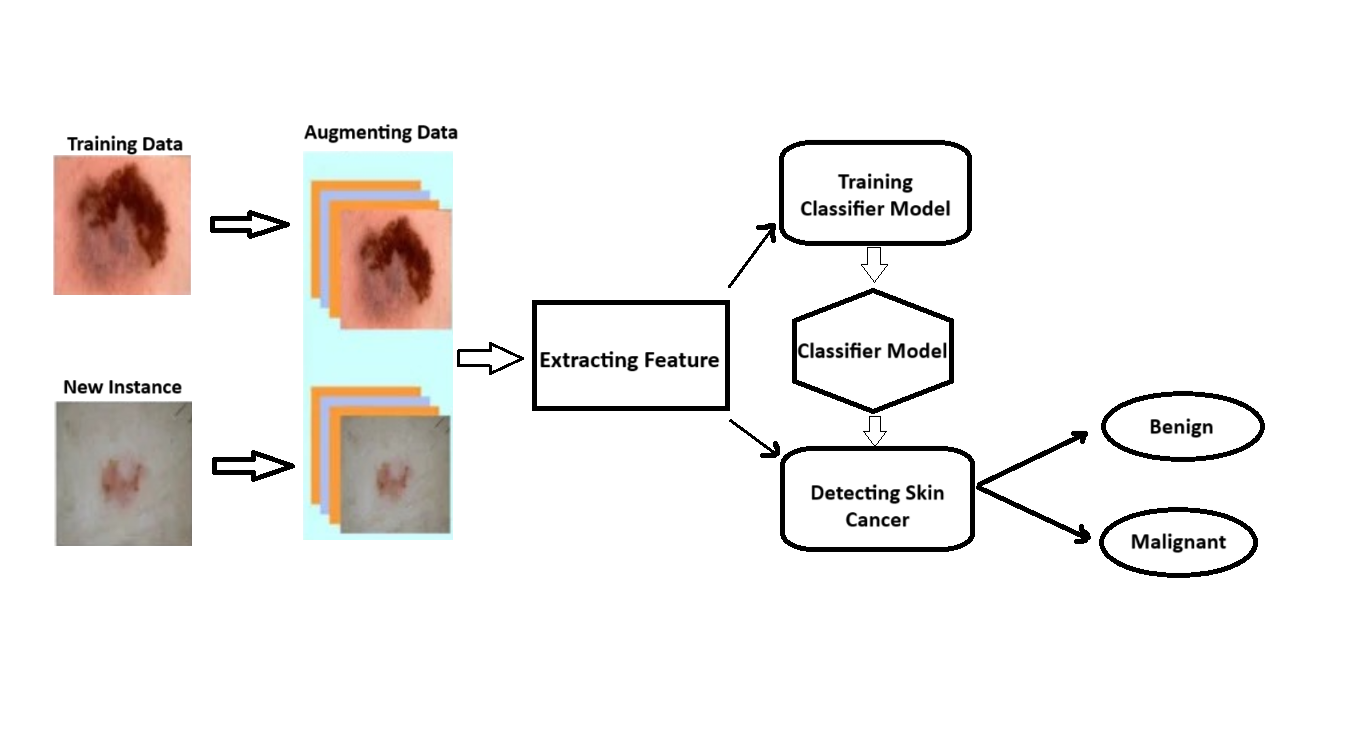 Training Data
Augmenting Data
New Instance
Extracting Feature
Training
Classifier Model
Classifier Model
Detecting Skin
Cancer
Benign
Malignant